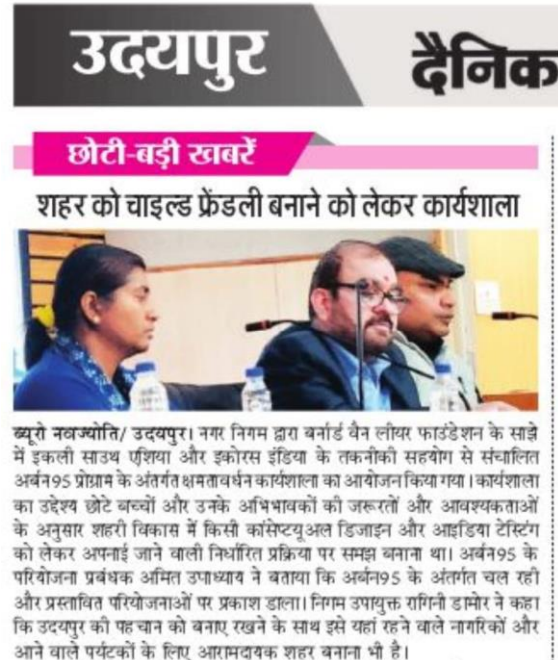 उदयपुर
दैनिक
छोटी-बड़ी खबरें
शहर को चाइल्ड फ्रेंडली बनाने को लेकर कार्यशाला
ब्यूरो नवज्योति/ उदयपुर। नगर निगम द्वारा बर्नार्ड वैन लीयर फाउंडेशन के साझे
में इकली साउथ एशिया और इकोरस इंडिया के तकनीकी सहयोग से संचालित
अर्बन95 प्रोग्राम के अंतर्गत क्षमतावर्धन कार्यशाला का आयोजन किया गया। कार्यशाला
का उद्देश्य छोटे बच्चों और उनके अभिभावकों की जरूरतों और आवश्यकताओं
के अनुसार शहरी विकास में किसी कांसेप्टयूअल डिजाइन और आइडिया टेस्टिंग
को लेकर अपनाई जाने वाली निर्धारित प्रक्रिया पर समझ बनाना था। अर्बन95 के
परियोजना प्रबंधक अमित उपाध्याय ने बताया कि अर्बन95 के अंतर्गत चल रही
और प्रस्तावित परियोजनाओं पर प्रकाश डाला। निगम उपायुक्त रागिनी डामोर ने कहा
कि उदयपुर की पहचान को बनाए रखने के साथ इसे यहां रहने वाले नागरिकों और
आने वाले पर्यटकों के लिए आरामदायक शहर बनाना भी है।